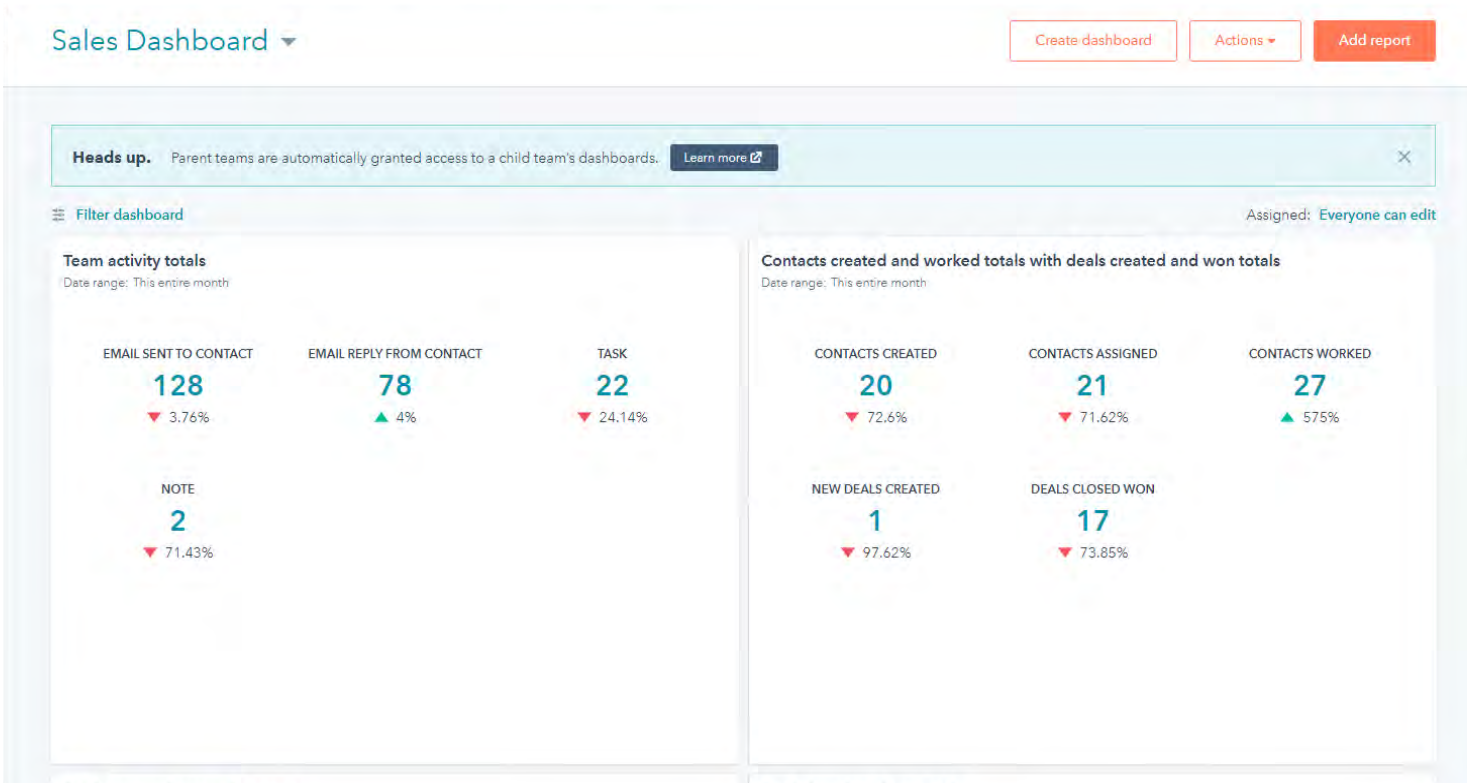 Sales Dashboard
Create dashboard
Actions
Add report
Heads up. Parent teams are automatically granted access to a child team's dashboards. Learn more
Filter dashboard
Assigned: Everyone can edit
Team activity totals
Date range: This entire month
EMAIL SENT TO CONTACT
128
3.76%
EMAIL REPLY FROM CONTACT
78
4%
TASK
22
24.14%
NOTE
2
71.43%
Contacts created and worked totals with deals created and won totals
Date range: This entire month
CONTACTS CREATED
20
72.6%
CONTACTS ASSIGNED
21
71.62%
CONTACTS WORKED
27
575%
NEW DEALS CREATED
1
97.62%
DEALS CLOSED WON
17
73.85%